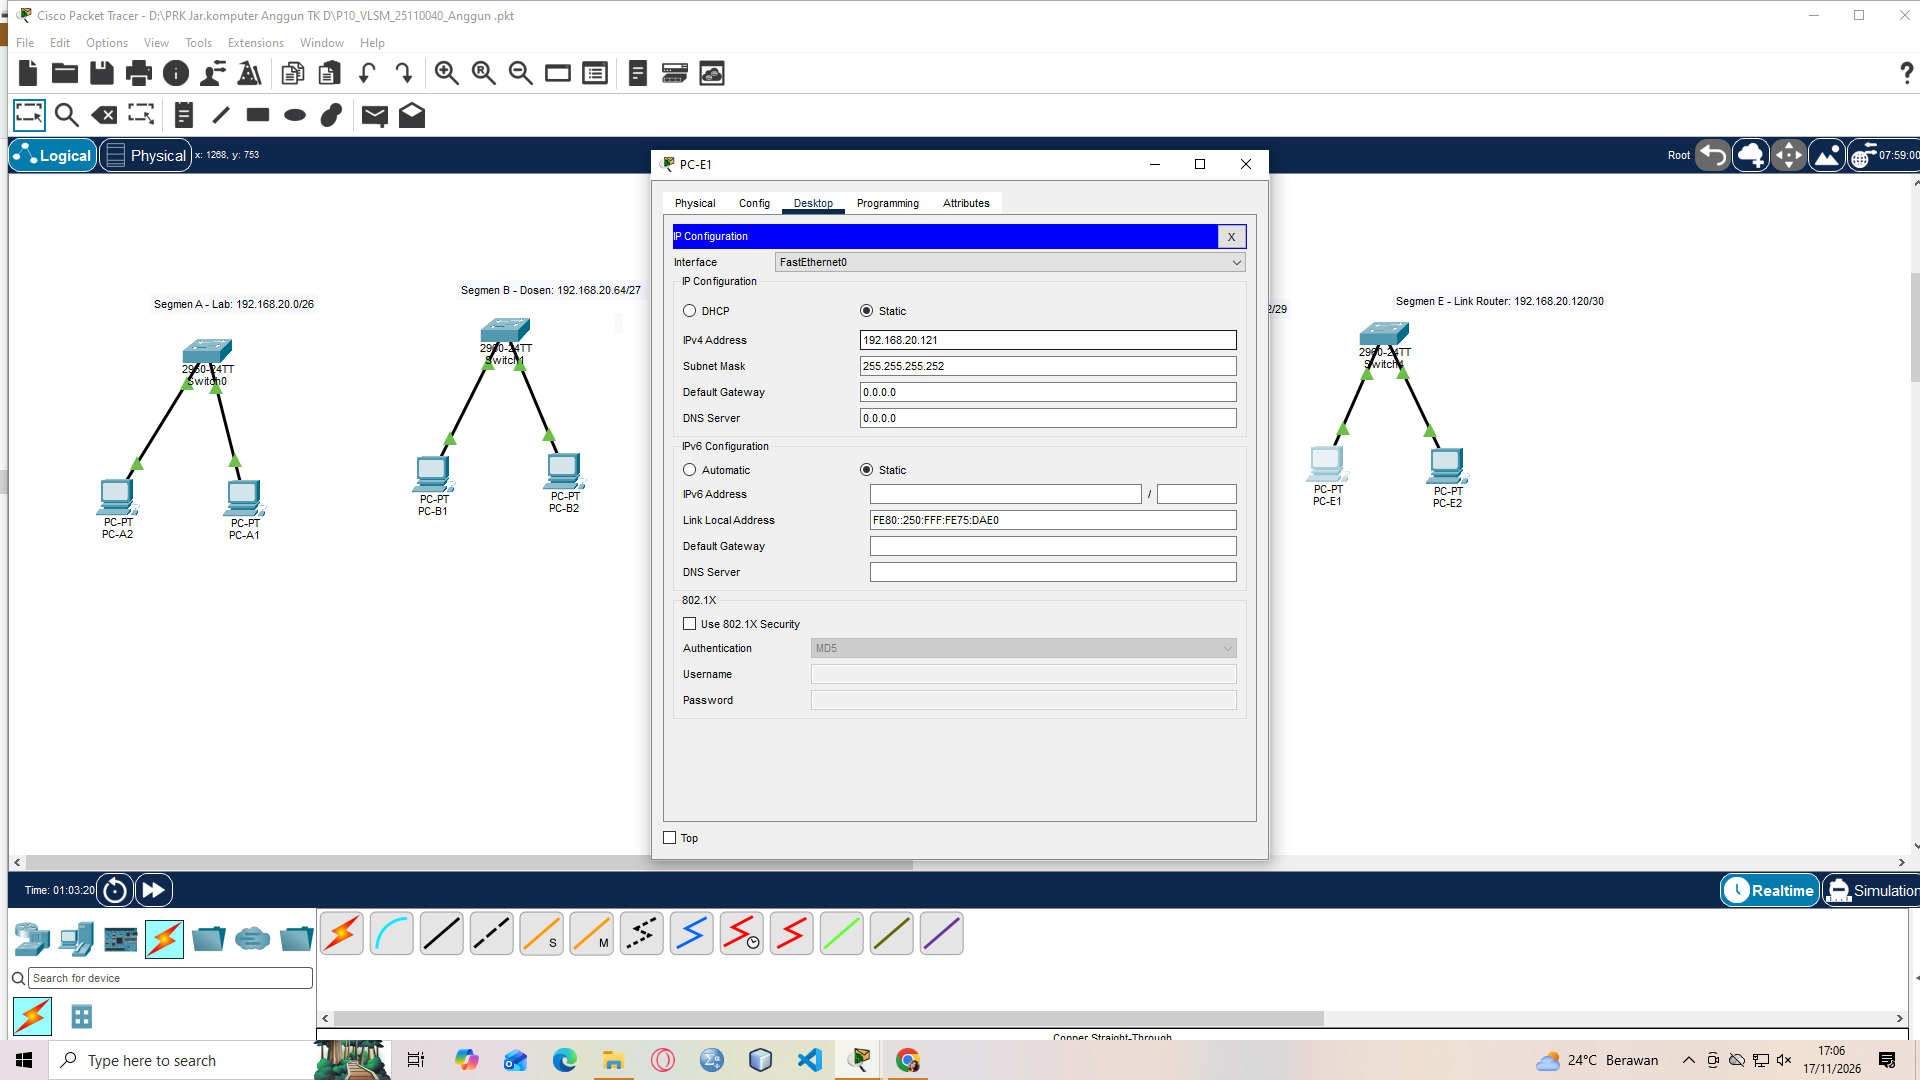 Cisco Packet Tracer - D:\PRK Jar.komputer Anggun TK D\P10_VLSM_25110040_Anggun .pkt
File Edit Options View Tools Extensions Window Help
Logical Physical x: 1268, y: 753
Root 07:59:00
PC-E1
Physical Config Desktop Programming Attributes
IP Configuration X
Interface FastEthernet0
IP Configuration
DHCP Static
IPv4 Address 192.168.20.121
Subnet Mask 255.255.255.252
Default Gateway 0.0.0.0
DNS Server 0.0.0.0
IPv6 Configuration
Automatic Static
IPv6 Address /
Link Local Address FE80::250:FFF:FE75:DAE0
Default Gateway
DNS Server
802.1X
Use 802.1X Security
Authentication MD5
Username
Password
Top
Segmen A - Lab: 192.168.20.0/26
2960-24TT
Switch0
PC-PT
PC-A2
PC-PT
PC-A1
Segmen B - Dosen: 192.168.20.64/27
2960-24TT
Switch1
PC-PT
PC-B1
PC-PT
PC-B2
2/29
Segmen E - Link Router: 192.168.20.120/30
2960-24TT
PC-PT
PC-E1
PC-PT
PC-E2
Time: 01:03:20
Realtime Simulation
S M
Search for device
Copper Straight-Through
Type here to search
24°C Berawan
17:06
17/11/2026